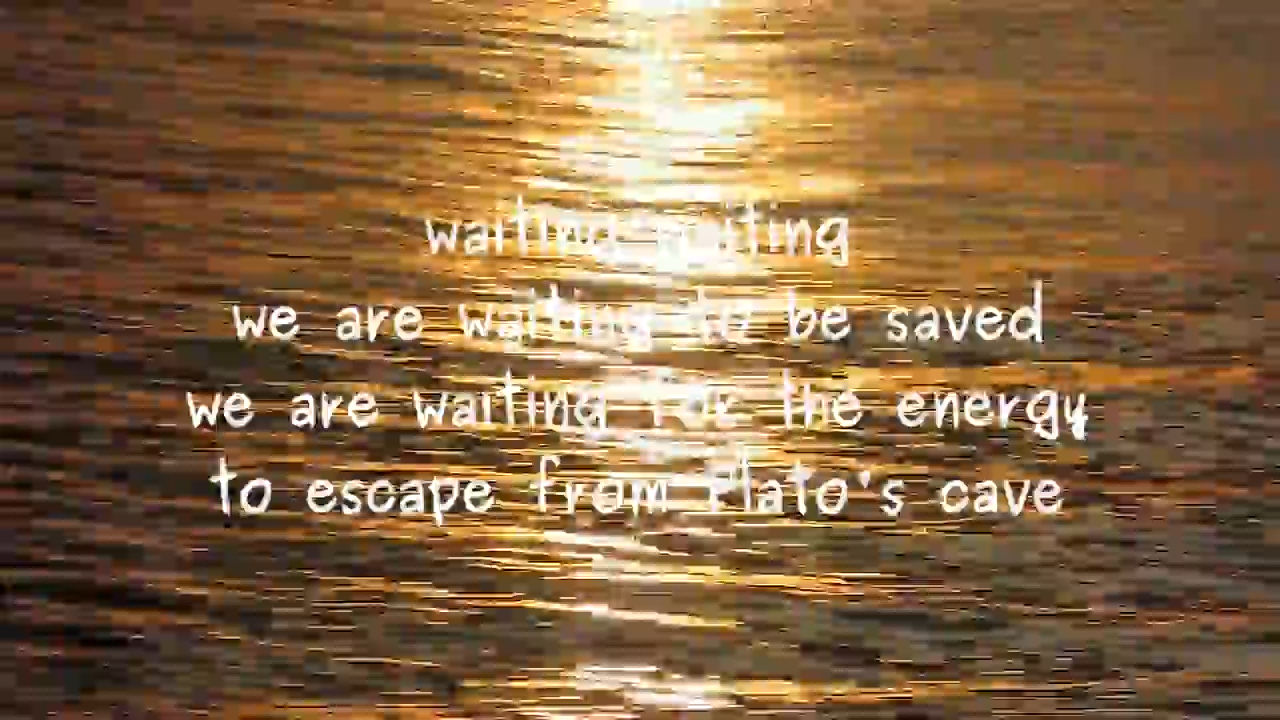 waiting waiting
we are waiting to be saved
we are waiting for the energy
to escape from Plato's cave